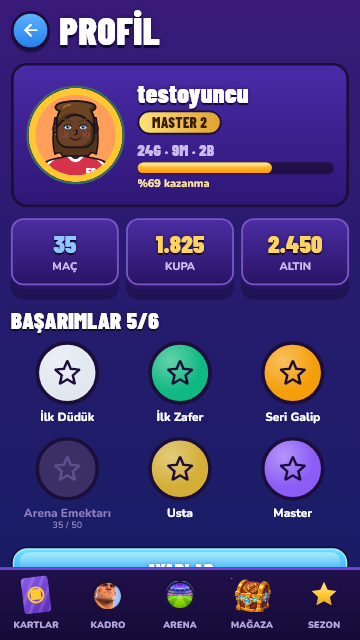 PROFİL
testoyuncu
MASTER 2
24G · 9M · 2B
%69 kazanma
35
MAÇ
1.825
KUPA
2.450
ALTIN
BAŞARIMLAR 5/6
İlk Düdük
İlk Zafer
Seri Galip
Arena Emektarı
35 / 50
Usta
Master
AYARLAR
KARTLAR
KADRO
ARENA
MAĞAZA
SEZON